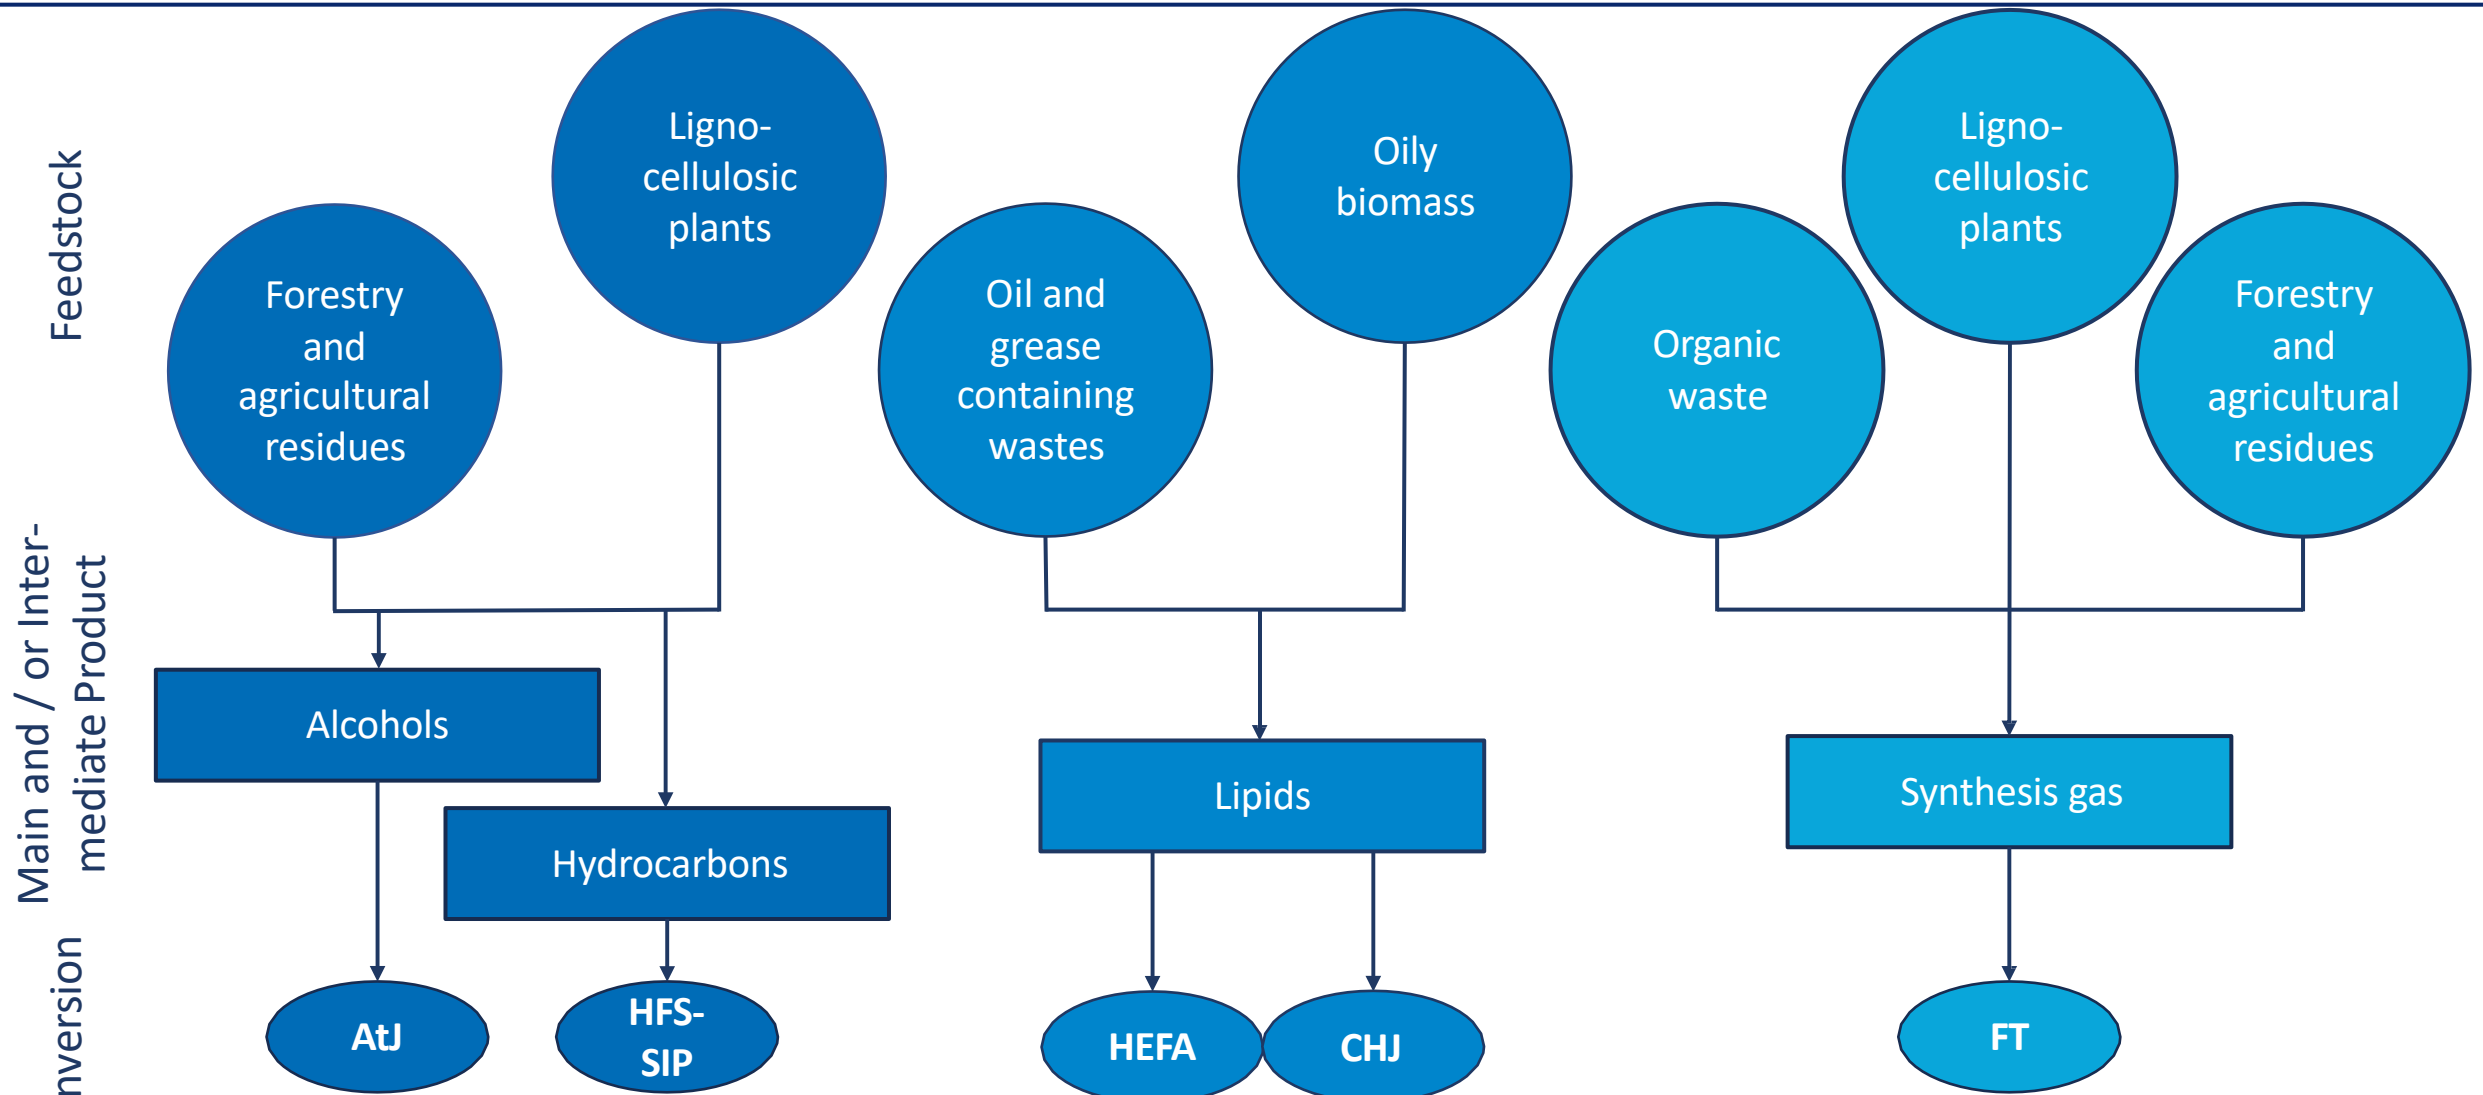 Feedstock
Ligno-
cellulosic
plants
Oily
biomass
Ligno-
cellulosic
plants
Forestry
and
agricultural
residues
Oil and
grease
containing
wastes
Organic
waste
Forestry
and
agricultural
residues
Main and / or Inter-
mediate Product
Alcohols
Hydrocarbons
Lipids
Synthesis gas
nversion
AtJ
HFS-
SIP
HEFA
CHJ
FT